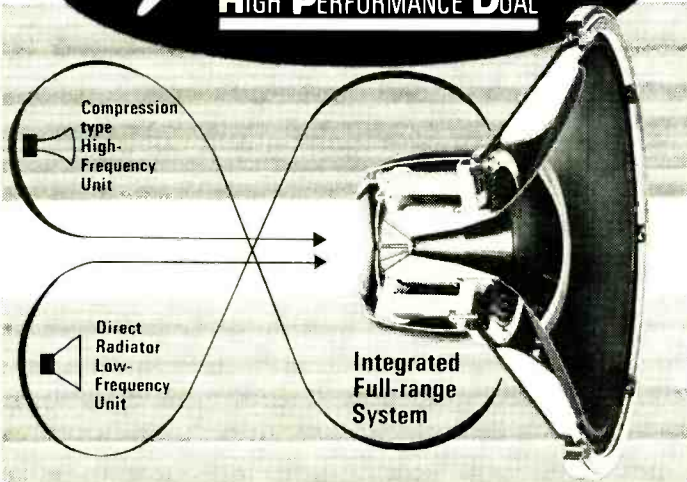 HIGH PERFORMANCE DUAL
Compression
type
High-
Frequency
Unit
Direct
Radiator
Low-
Frequency
Unit
Integrated
Full-range
System